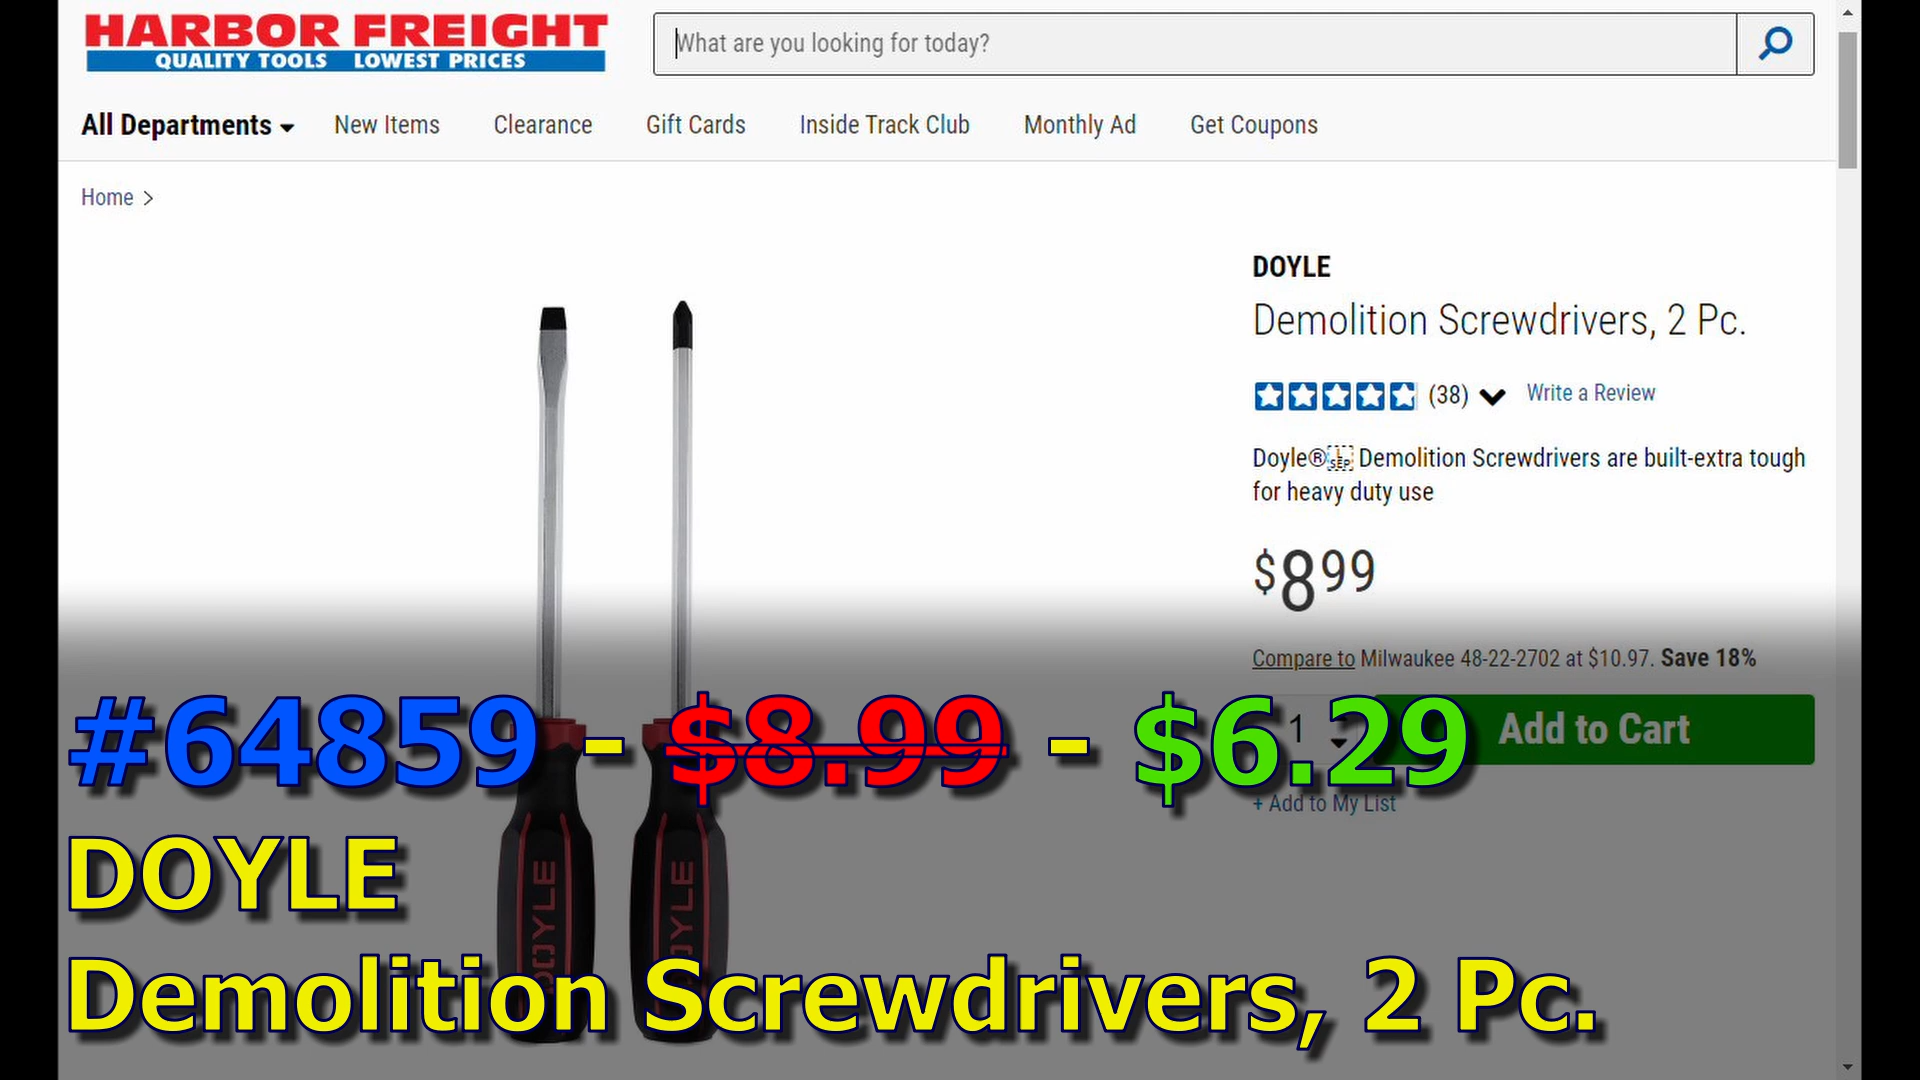 HARBOR FREIGHT
QUALITY TOOLS LOWEST PRICES
What are you looking for today?
All Departments
New Items
Clearance
Gift Cards
Inside Track Club
Monthly Ad
Get Coupons
Home >
DOYLE
Demolition Screwdrivers, 2 Pc.
(38)
Write a Review
Doyle® Demolition Screwdrivers are built-extra tough
for heavy duty use
$8 99
Compare to Milwaukee 48-22-2702 at $10.97. Save 18%
1
Add to Cart
+ Add to My List
DOYLE
DOYLE
#64859 - $8.99 - $6.29
DOYLE
Demolition Screwdrivers, 2 Pc.